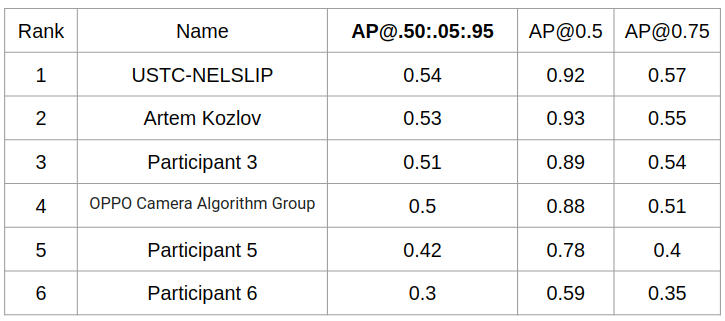 Rank Name AP@.50:.05:.95 AP@0.5 AP@0.75
1 USTC-NELSLIP 0.54 0.92 0.57
2 Artem Kozlov 0.53 0.93 0.55
3 Participant 3 0.51 0.89 0.54
4 OPPO Camera Algorithm Group 0.5 0.88 0.51
5 Participant 5 0.42 0.78 0.4
6 Participant 6 0.3 0.59 0.35